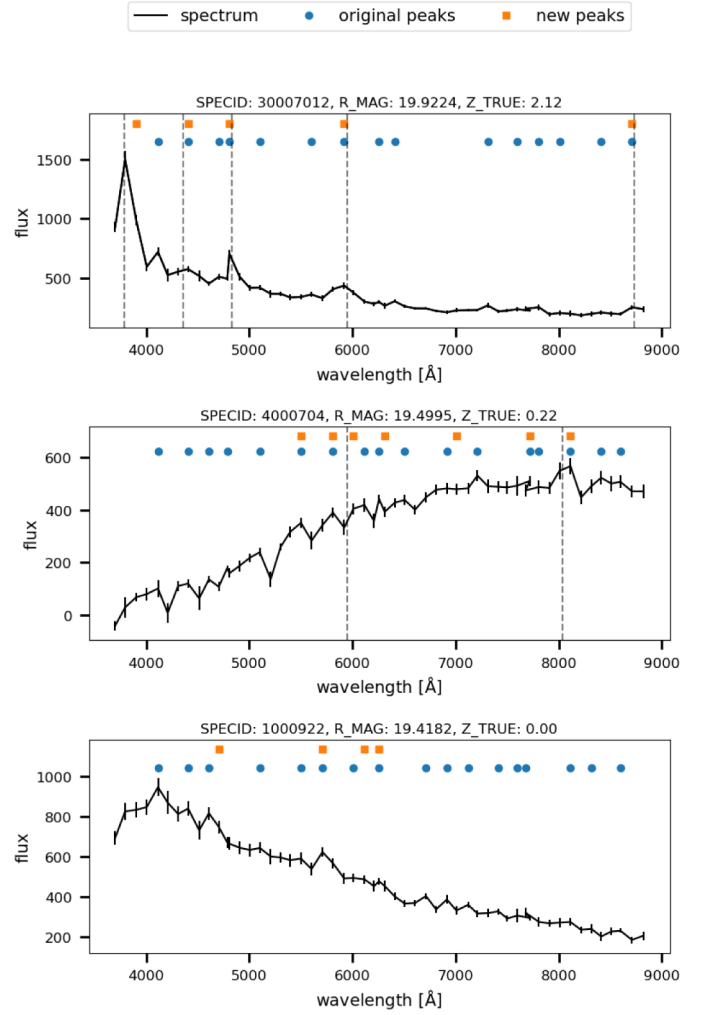 spectrum original peaks new peaks
SPECID: 30007012, R_MAG: 19.9224, Z_TRUE: 2.12
1500
1000
500
flux
4000 5000 6000 7000 8000 9000
wavelength [Å]
SPECID: 4000704, R_MAG: 19.4995, Z_TRUE: 0.22
600
400
200
0
flux
4000 5000 6000 7000 8000 9000
wavelength [Å]
SPECID: 1000922, R_MAG: 19.4182, Z_TRUE: 0.00
1000
800
600
400
200
flux
4000 5000 6000 7000 8000 9000
wavelength [Å]